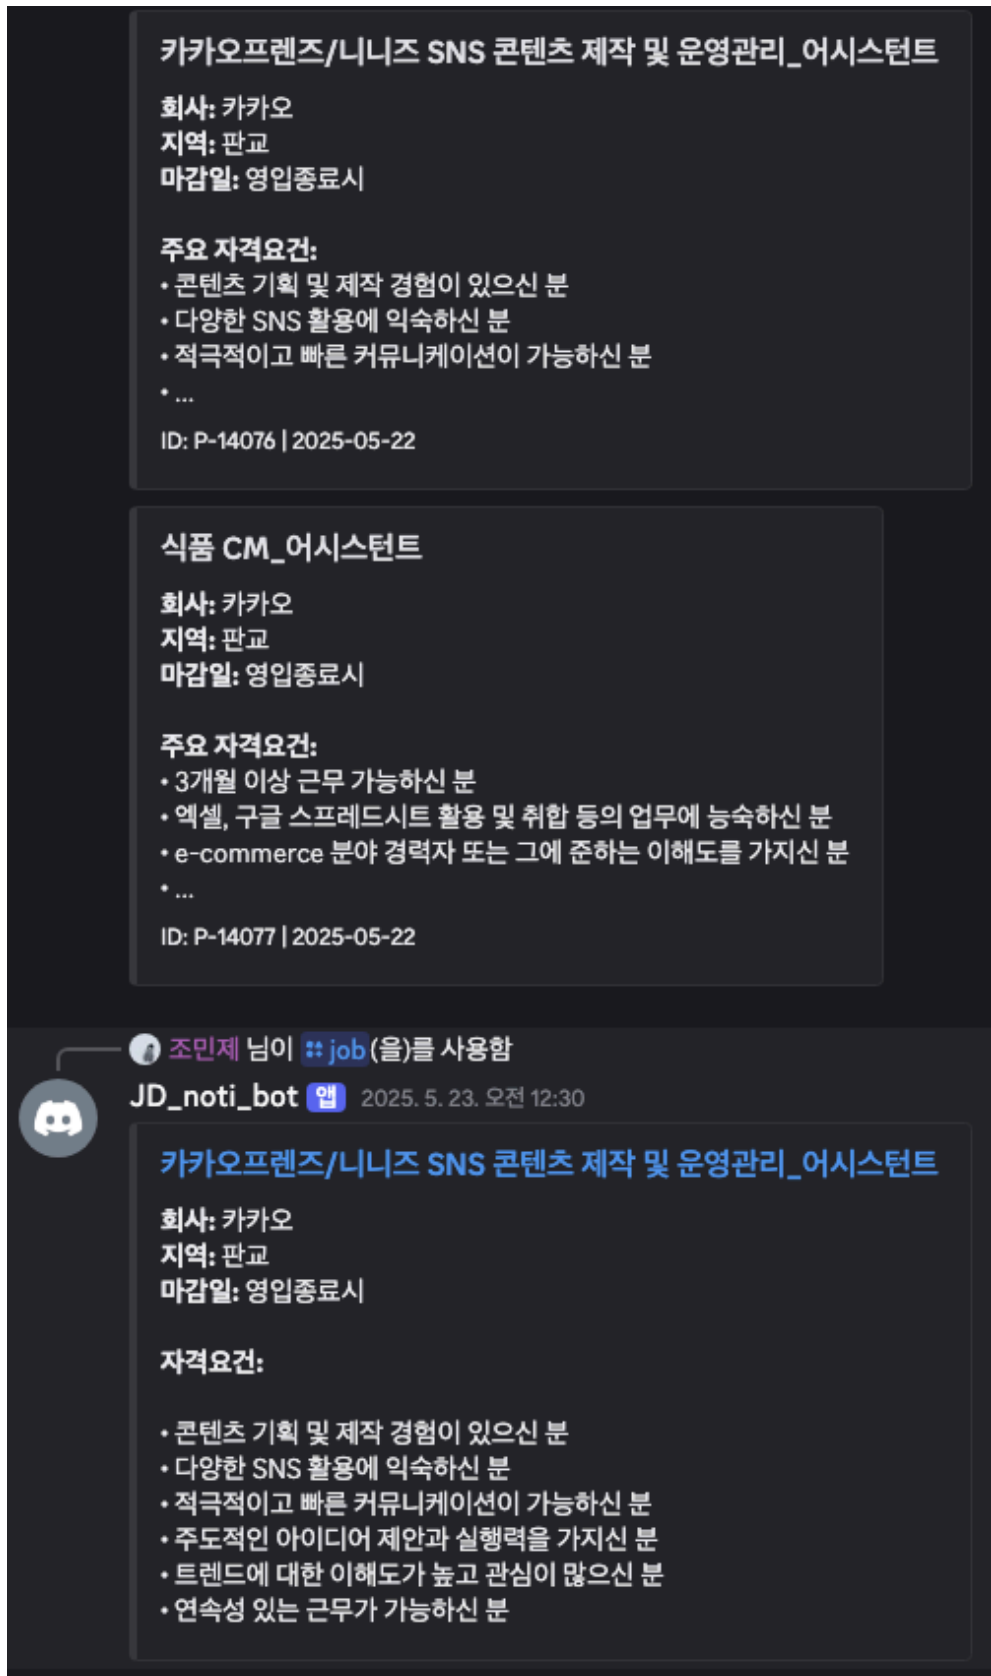 카카오프렌즈/니니즈 SNS 콘텐츠 제작 및 운영관리_어시스턴트
회사: 카카오
지역: 판교
마감일: 영입종료시
주요 자격요건:
• 콘텐츠 기획 및 제작 경험이 있으신 분
• 다양한 SNS 활용에 익숙하신 분
• 적극적이고 빠른 커뮤니케이션이 가능하신 분
• ...
ID: P-14076 | 2025-05-22
식품 CM_어시스턴트
회사: 카카오
지역: 판교
마감일: 영입종료시
주요 자격요건:
• 3개월 이상 근무 가능하신 분
• 엑셀, 구글 스프레드시트 활용 및 취합 등의 업무에 능숙하신 분
• e-commerce 분야 경력자 또는 그에 준하는 이해도를 가지신 분
• ...
ID: P-14077 | 2025-05-22
조민제 님이 job (을)를 사용함
JD_noti_bot 앱 2025. 5. 23. 오전 12:30
카카오프렌즈/니니즈 SNS 콘텐츠 제작 및 운영관리_어시스턴트
회사: 카카오
지역: 판교
마감일: 영입종료시
자격요건:
• 콘텐츠 기획 및 제작 경험이 있으신 분
• 다양한 SNS 활용에 익숙하신 분
• 적극적이고 빠른 커뮤니케이션이 가능하신 분
• 주도적인 아이디어 제안과 실행력을 가지신 분
• 트렌드에 대한 이해도가 높고 관심이 많으신 분
• 연속성 있는 근무가 가능하신 분